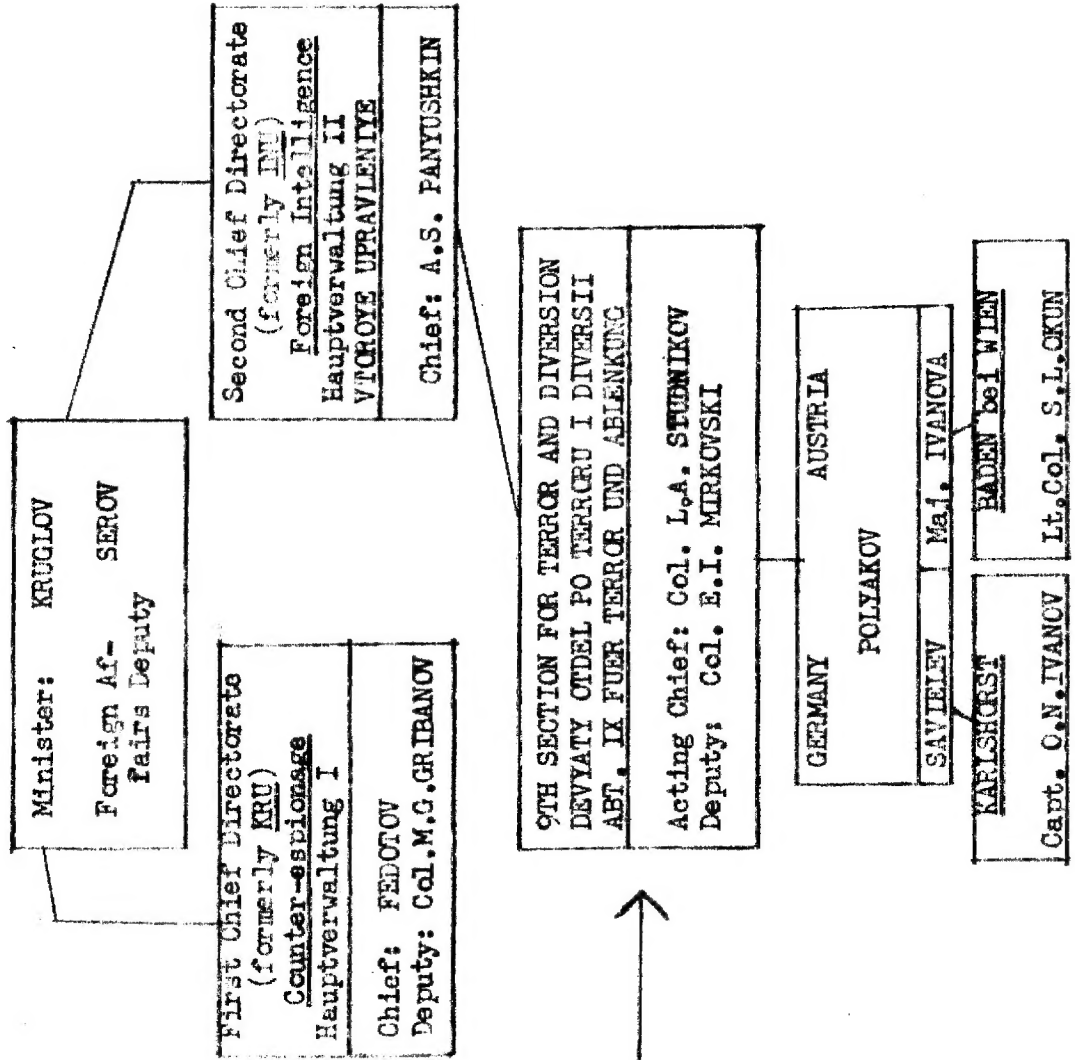 Minister: KRUGLOV
Foreign Af-
fairs Deputy SEROV
First Chief Directorate
(formerly KRU)
Counter-espionage
Hauptverwaltung I
Chief: FEDOTOV
Deputy: Col.M.G.GRIBANOV
Second Chief Directorate
(formerly INU)
Foreign Intelligence
Hauptverwaltung II
VTOROYE UPRAVLENIYE
Chief: A.S. PANYUSHKIN
9TH SECTION FOR TERROR AND DIVERSION
DEVYATY OTDEL PO TERRORU I DIVERSII
ABT. IX FUER TERROR UND ABLENKUNG
Acting Chief: Col. L.A. STUDNIKOV
Deputy: Col. E.I. MIRKOVSKI
GERMANY AUSTRIA
POLYAKOV
SAVIELEV Maj. IVANOVA
KARLSHORST
Capt. O.N.IVANOV
BADEN bei WIEN
Lt.Col. S.L.OKUN